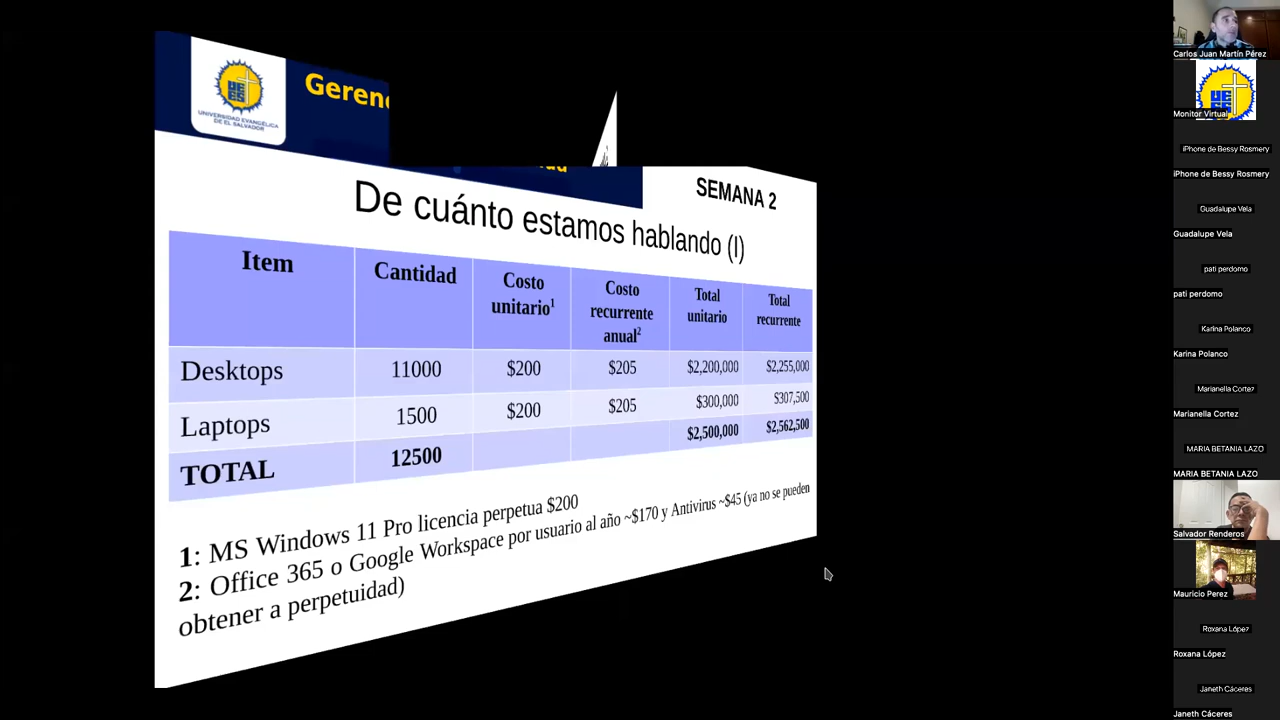 UNIVERSIDAD EVANGÉLICA
DE EL SALVADOR
SEMANA 2
De cuánto estamos hablando (I)
Item Cantidad Costo unitario¹ Costo recurrente anual² Total unitario Total recurrente
Desktops 11000 $200 $205 $2,200,000 $2,255,000
Laptops 1500 $200 $205 $300,000 $307,500
TOTAL 12500 $2,500,000 $2,562,500
1: MS Windows 11 Pro licencia perpetua $200
2: Office 365 o Google Workspace por usuario al año ~$170 y Antivirus ~$45 (ya no se pueden
obtener a perpetuidad)
Carlos Juan Martín Pérez
UEES
Monitor Virtual
iPhone de Bessy Rosmery
iPhone de Bessy Rosmery
Guadalupe Vela
Guadalupe Vela
pati perdomo
pati perdomo
Karina Polanco
Karina Polanco
Marianella Cortez
Marianella Cortez
MARIA BETANIA LAZO
MARIA BETANIA LAZO
Salvador Renderos
Mauricio Perez
Roxana López
Roxana López
Janeth Cáceres
Janeth Cáceres